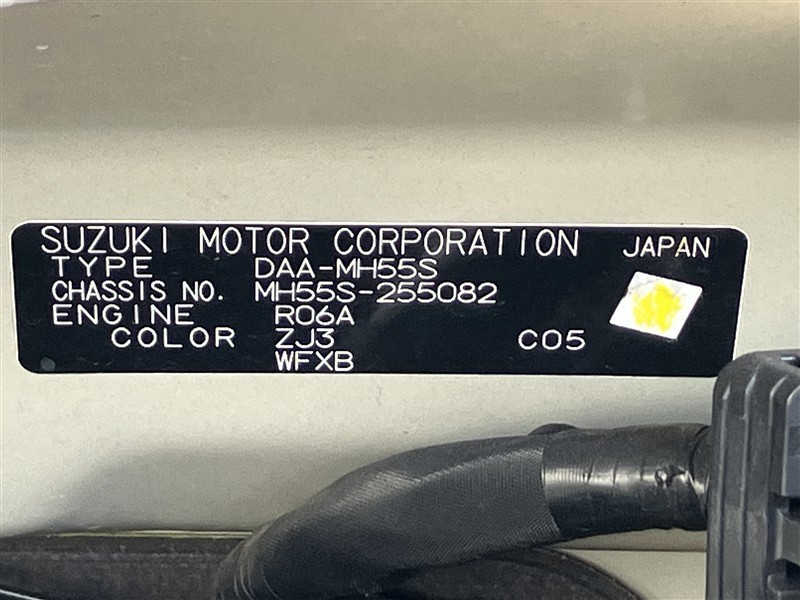 SUZUKI MOTOR CORPORATION JAPAN
TYPE DAA-MH55S
CHASSIS NO. MH55S-255082
ENGINE R06A
COLOR ZJ3 C05
WFXB